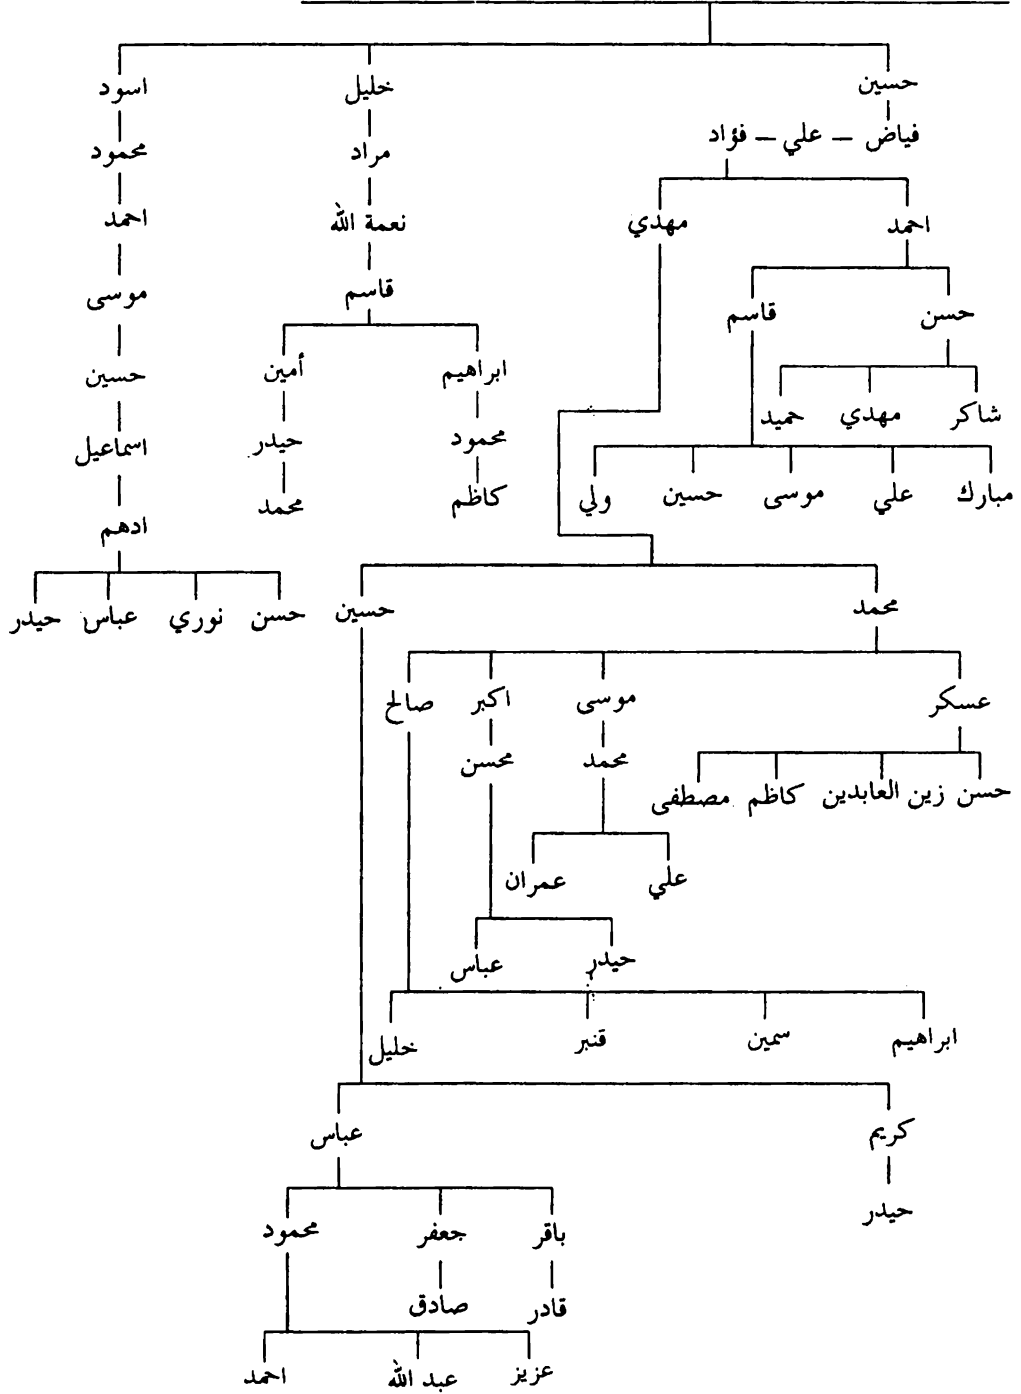 حسين خليل اسود
فياض – علي – فؤاد
مراد محمود
احمد مهدي نعمة الله احمد
حسن قاسم قاسم موسى
ابراهيم أمين حسين
شاكر مهدي حميد محمود حيدر اسماعيل
مبارك علي موسى حسين ولي كاظم محمد
ادهم
محمد حسين حسن نوري عباس حيدر
عسكر موسى اكبر صالح
محمد محسن
حسن زين العابدين كاظم مصطفى
علي عمران
حيدر عباس
ابراهيم سمين قنبر خليل
كريم عباس
حيدر
باقر جعفر محمود
قادر صادق
عزيز عبد الله احمد